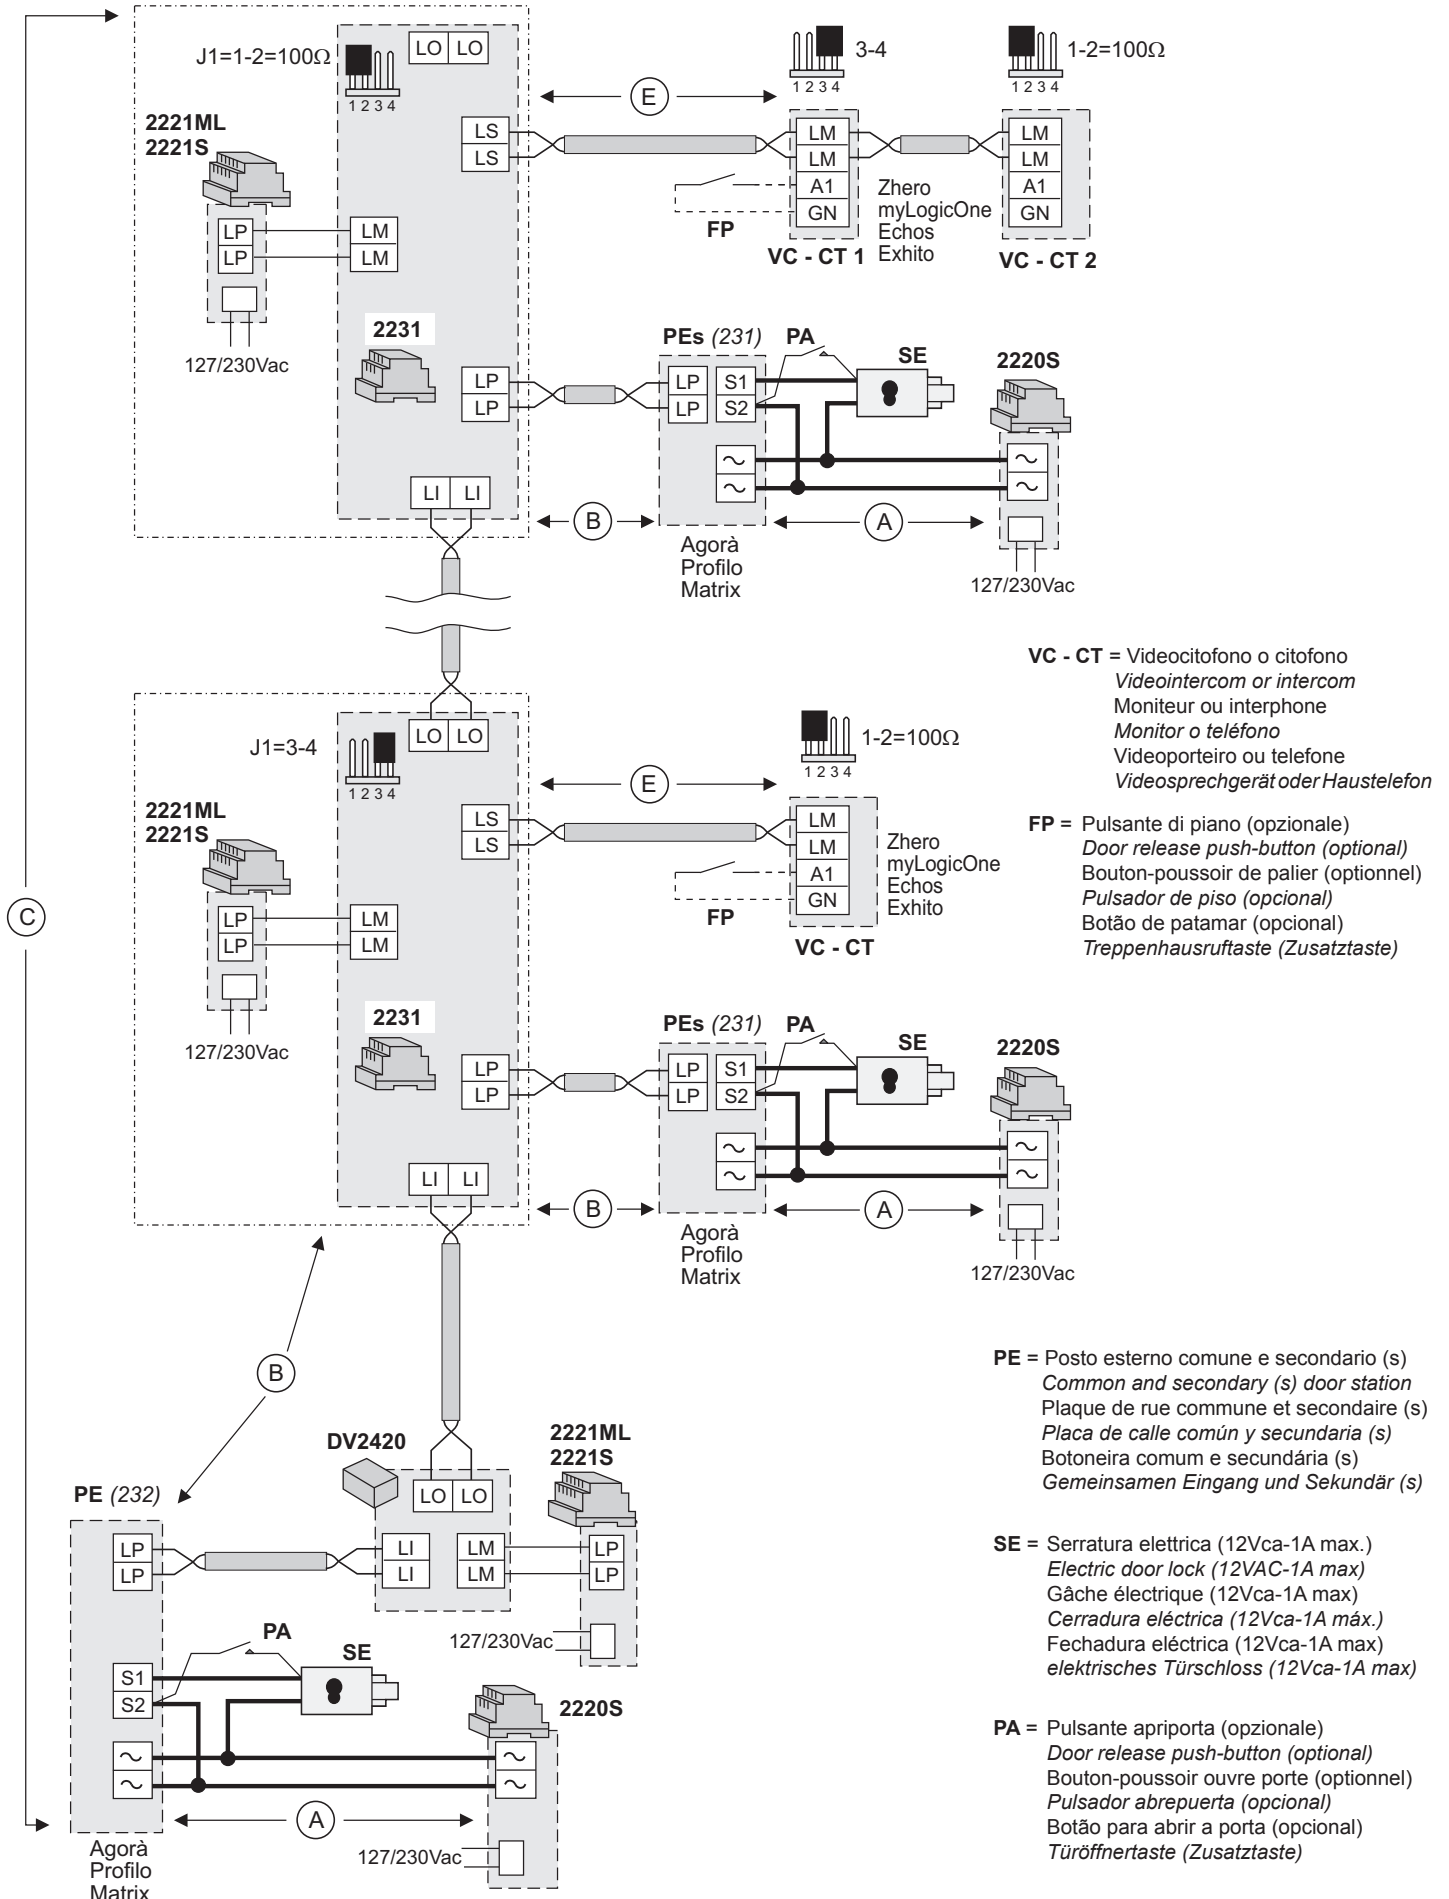 J1=1-2=100Ω
1 2 3 4
LO LO
3-4
1 2 3 4
1-2=100Ω
1 2 3 4
E
2221ML
2221S
LS
LS
LM
LM
A1
GN
LM
LM
A1
GN
Zhero
myLogicOne
Echos
Exhito
FP
VC - CT 1
VC - CT 2
LP
LP
LM
LM
127/230Vac
2231
PEs (231)
PA
SE
2220S
LP
LP
LP
LP
S1
S2
~
~
~
~
LI LI
B
A
Agorà
Profilo
Matrix
127/230Vac
C
J1=3-4
1 2 3 4
LO LO
1-2=100Ω
1 2 3 4
E
2221ML
2221S
LS
LS
LM
LM
A1
GN
Zhero
myLogicOne
Echos
Exhito
FP
VC - CT
LP
LP
LM
LM
127/230Vac
2231
PEs (231)
PA
SE
2220S
LP
LP
LP
LP
S1
S2
~
~
~
~
LI LI
B
A
Agorà
Profilo
Matrix
127/230Vac
B
DV2420
2221ML
2221S
PE (232)
LO LO
LP
LP
LI
LI
LM
LM
LP
LP
127/230Vac
PA
SE
S1
S2
2220S
~
~
~
~
A
127/230Vac
Agorà
Profilo
Matrix
VC - CT = Videocitofono o citofono
Videointercom or intercom
Moniteur ou interphone
Monitor o teléfono
Videoporteiro ou telefone
Videosprechgerät oder Haustelefon
FP = Pulsante di piano (opzionale)
Door release push-button (optional)
Bouton-poussoir de palier (optionnel)
Pulsador de piso (opcional)
Botão de patamar (opcional)
Treppenhausruftaste (Zusatztaste)
PE = Posto esterno comune e secondario (s)
Common and secondary (s) door station
Plaque de rue commune et secondaire (s)
Placa de calle común y secundaria (s)
Botoneira comum e secundária (s)
Gemeinsamen Eingang und Sekundär (s)
SE = Serratura elettrica (12Vca-1A max.)
Electric door lock (12VAC-1A max)
Gâche électrique (12Vca-1A max)
Cerradura eléctrica (12Vca-1A máx.)
Fechadura eléctrica (12Vca-1A max)
elektrisches Türschloss (12Vca-1A max)
PA = Pulsante apriporta (opzionale)
Door release push-button (optional)
Bouton-poussoir ouvre porte (optionnel)
Pulsador abrepuerta (opcional)
Botão para abrir a porta (opcional)
Türöffnertaste (Zusatztaste)